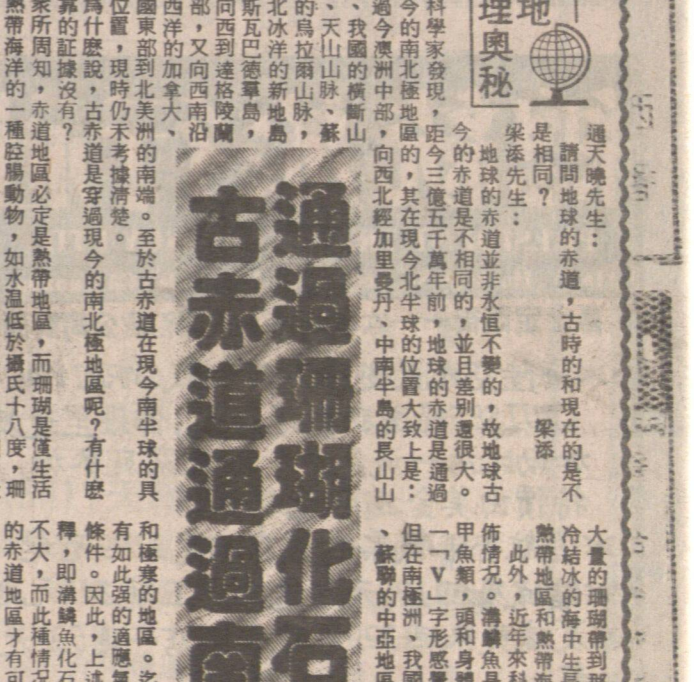 地
理奧秘
通天曉先生：
請問地球的赤道，古時的和現在的是不
是相同？
梁添
梁添先生：
地球的赤道並非永恒不變的，故地球古
今的赤道是不相同的，並且差別還很大。
科學家發現，距今三億五千萬年前，地球的赤道是通過
今的南北極地區的，其在現今北半球的位置大致上是：
過今澳洲中部，向西北經加里曼丹、中南半島的長山山
、我國的橫斷山
、天山山脉、蘇
的烏拉爾山脉，
北冰洋的新地島
斯瓦巴德羣島，
向西到達格陵蘭
部，又向西南沿
西洋的加拿大、
國東部到北美洲的南端。至於古赤道在現今南半球的具
位置，現時仍未考據清楚。
爲什麽說，古赤道是穿過現今的南北極地區呢？有什麽
靠的証據沒有？
衆所周知，赤道地區必定是熱帶地區，而珊瑚是僅生活
熱帶海洋的一種腔腸動物，如水温低於攝氏十八度，珊
通過珊瑚化石
古赤道通過南
大量的珊瑚帶到那
冷結冰的海中生長
熱帶地區和熱帶海
此外，近年來科
佈情况。溝鱗魚是
甲魚類，頭和身體
一「V」字形感覺
但在南極洲、我國
、蘇聯的中亞地區
和極寒的地區。迄
有如此强的適應氣
條件。因此，上述
釋，即溝鱗魚化石
不大，而此種情况
的赤道地區才有可